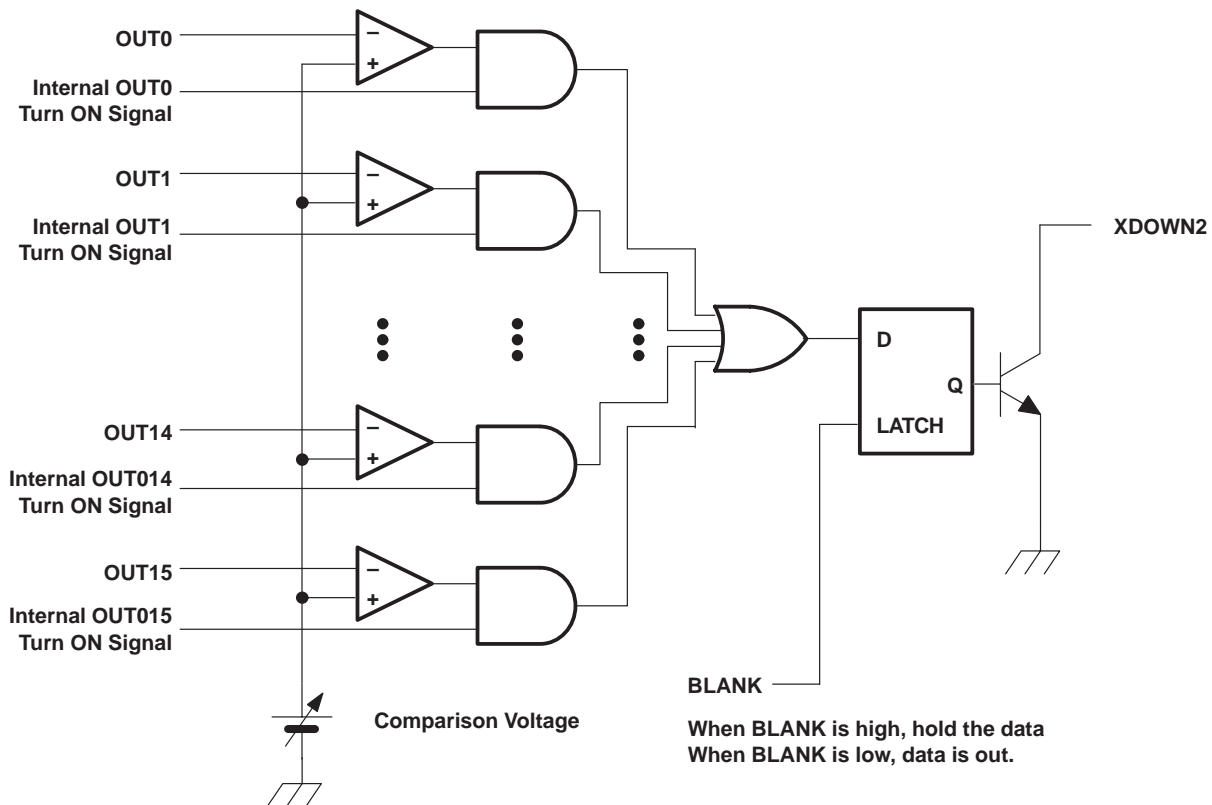 OUT0
−
+
Internal OUT0
Turn ON Signal
OUT1
−
+
Internal OUT1
Turn ON Signal
XDOWN2
D
Q
LATCH
OUT14
−
+
Internal OUT014
Turn ON Signal
OUT15
−
+
Internal OUT015
Turn ON Signal
BLANK
Comparison Voltage
When BLANK is high, hold the data
When BLANK is low, data is out.